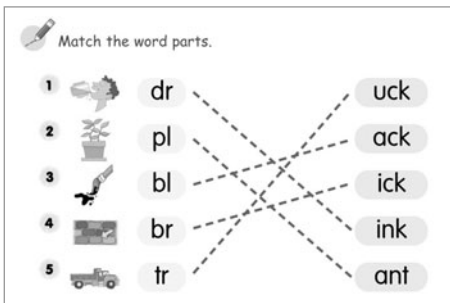 Match the word parts.
1 dr uck
2 pl ack
3 bl ick
4 br ink
5 tr ant